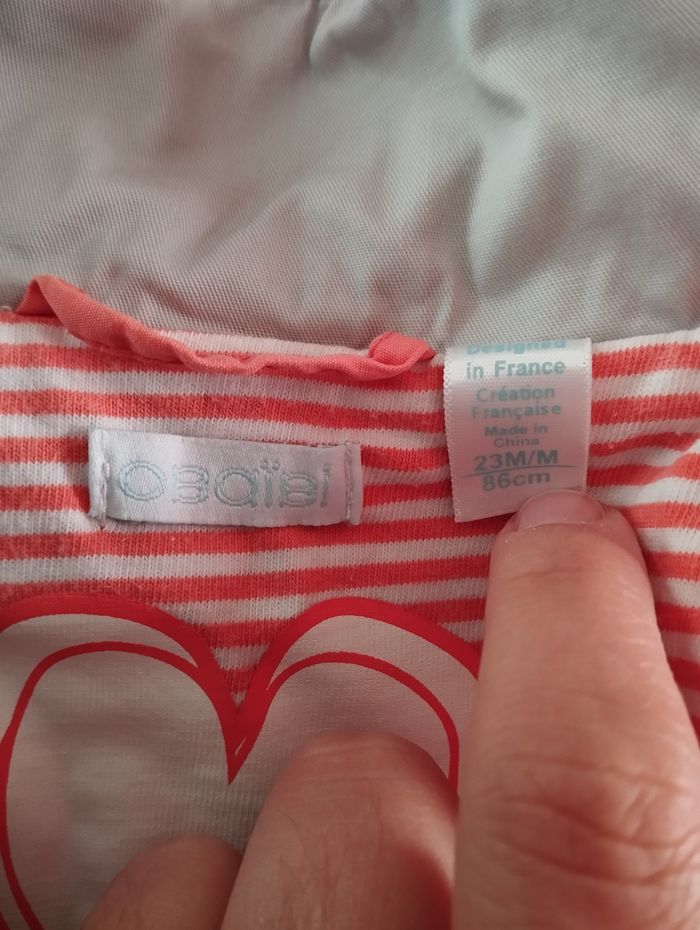 obaïbi
Designed
in France
Création
Française
Made in
China
23M/M
86cm